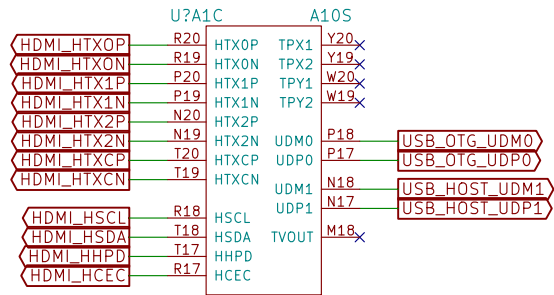 U?A1C A10S
HDMI_HTX0P R20 HTX0P TPX1 Y20
HDMI_HTX0N R19 HTX0N TPX2 Y19
HDMI_HTX1P P20 HTX1P TPY1 W20
HDMI_HTX1N P19 HTX1N TPY2 W19
HDMI_HTX2P N20 HTX2P
HDMI_HTX2N N19 HTX2N UDM0 P18 USB_OTG_UDM0
HDMI_HTXCP T20 HTXCP UDP0 P17 USB_OTG_UDP0
HDMI_HTXCN T19 HTXCN
UDM1 N18 USB_HOST_UDM1
UDP1 N17 USB_HOST_UDP1
HDMI_HSCL R18 HSCL
HDMI_HSDA T18 HSDA TVOUT M18
HDMI_HHPD T17 HHPD
HDMI_HCEC R17 HCEC